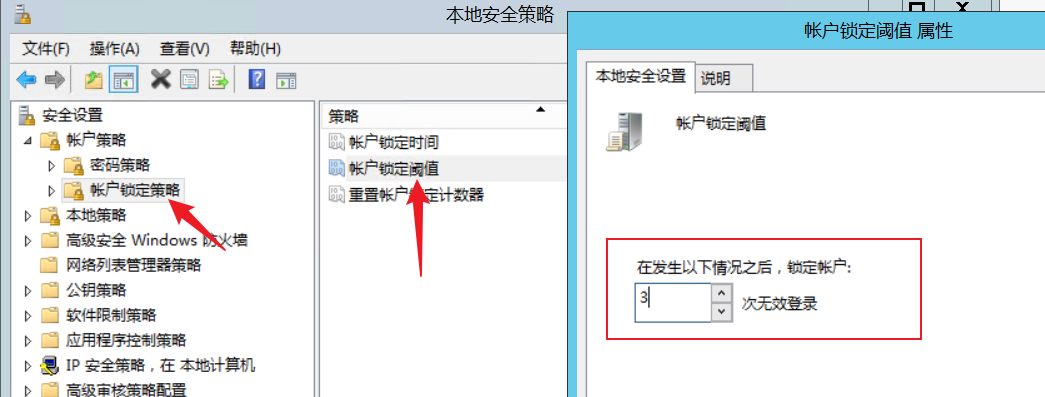 本地安全策略
文件(F) 操作(A) 查看(V) 帮助(H)
安全设置
帐户策略
密码策略
帐户锁定策略
本地策略
高级安全 Windows 防火墙
网络列表管理器策略
公钥策略
软件限制策略
应用程序控制策略
IP 安全策略，在 本地计算机
高级审核策略配置
策略
帐户锁定时间
帐户锁定阈值
重置帐户锁定计数器
帐户锁定阈值 属性
本地安全设置 说明
帐户锁定阈值
在发生以下情况之后，锁定帐户:
3 次无效登录